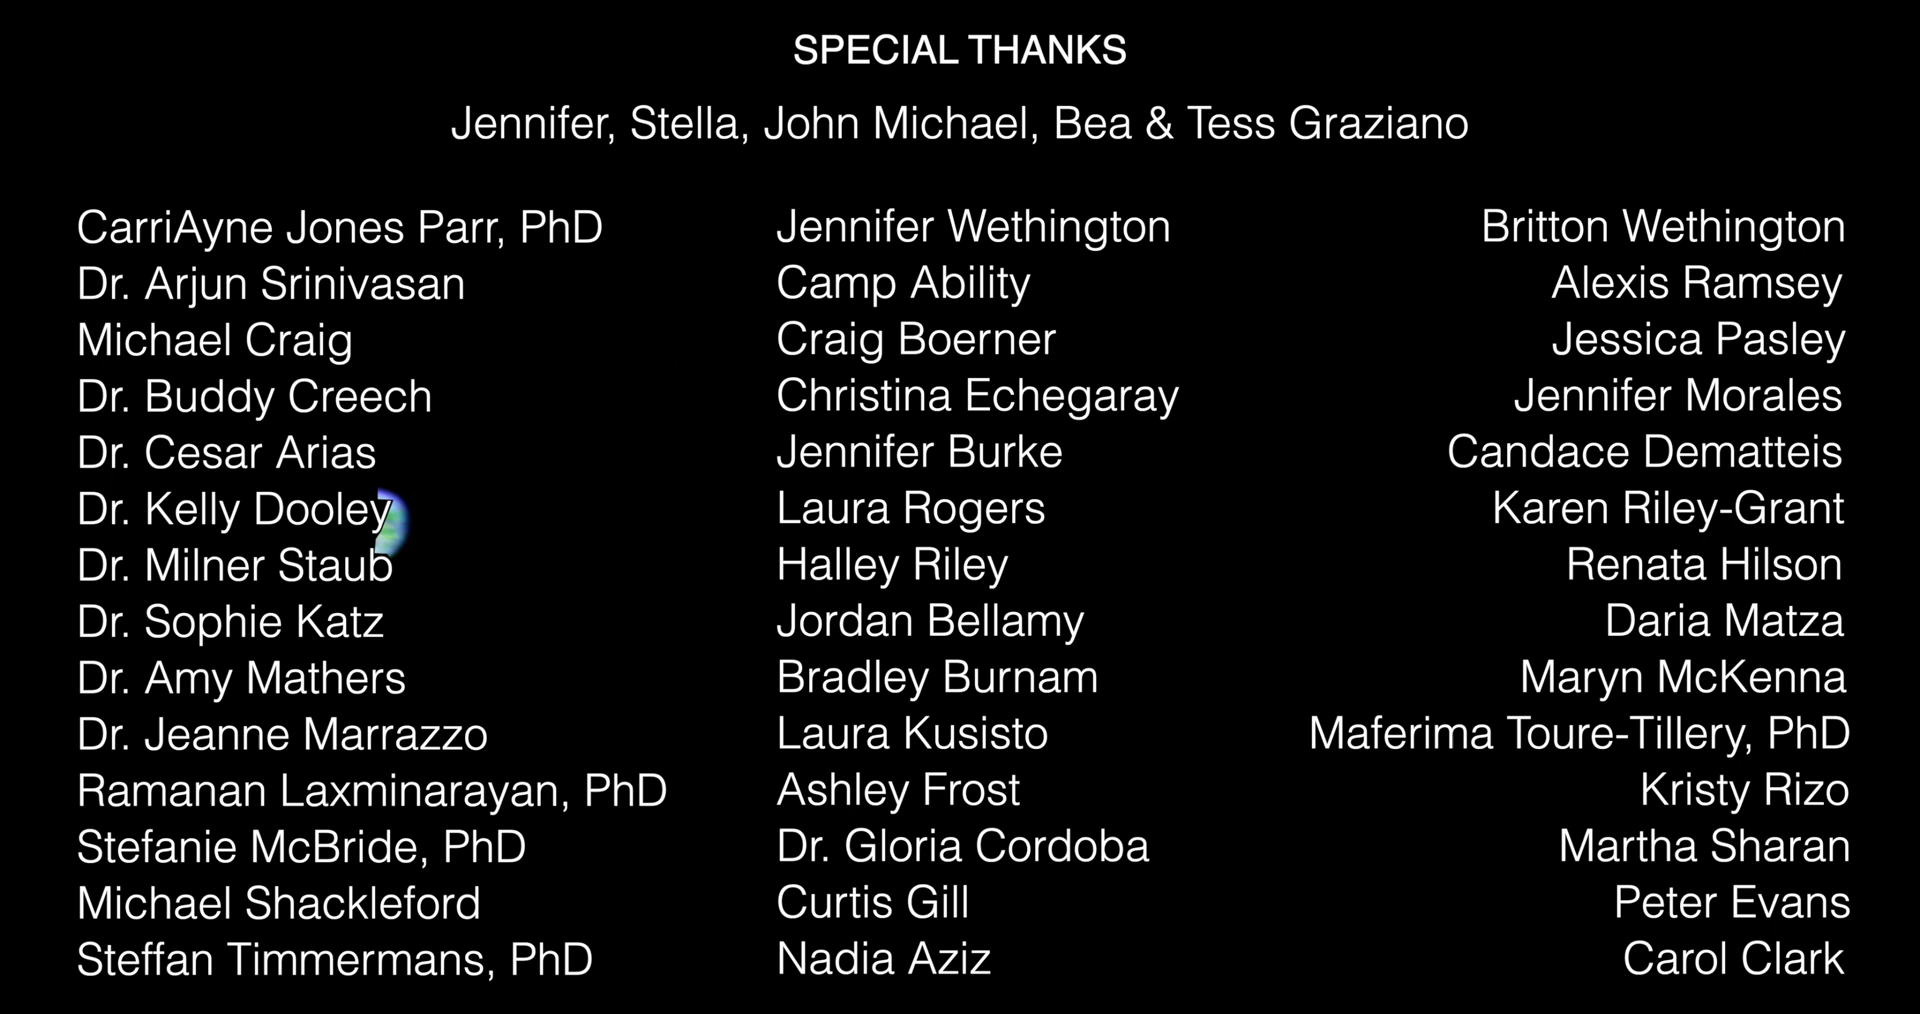 SPECIAL THANKS
Jennifer, Stella, John Michael, Bea & Tess Graziano
CarriAyne Jones Parr, PhD
Dr. Arjun Srinivasan
Michael Craig
Dr. Buddy Creech
Dr. Cesar Arias
Dr. Kelly Dooley
Dr. Milner Staub
Dr. Sophie Katz
Dr. Amy Mathers
Dr. Jeanne Marrazzo
Ramanan Laxminarayan, PhD
Stefanie McBride, PhD
Michael Shackleford
Steffan Timmermans, PhD
Jennifer Wethington
Camp Ability
Craig Boerner
Christina Echegaray
Jennifer Burke
Laura Rogers
Halley Riley
Jordan Bellamy
Bradley Burnam
Laura Kusisto
Ashley Frost
Dr. Gloria Cordoba
Curtis Gill
Nadia Aziz
Britton Wethington
Alexis Ramsey
Jessica Pasley
Jennifer Morales
Candace Dematteis
Karen Riley-Grant
Renata Hilson
Daria Matza
Maryn McKenna
Maferima Toure-Tillery, PhD
Kristy Rizo
Martha Sharan
Peter Evans
Carol Clark